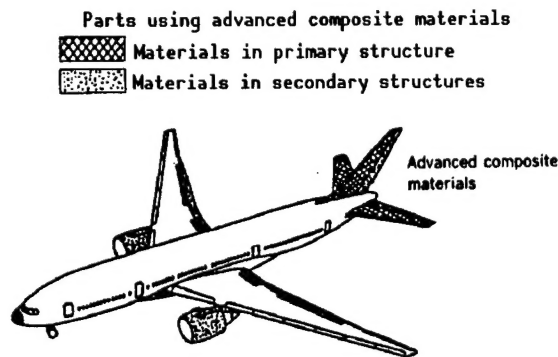 Parts using advanced composite materials
Materials in primary structure
Materials in secondary structures
Advanced composite
materials